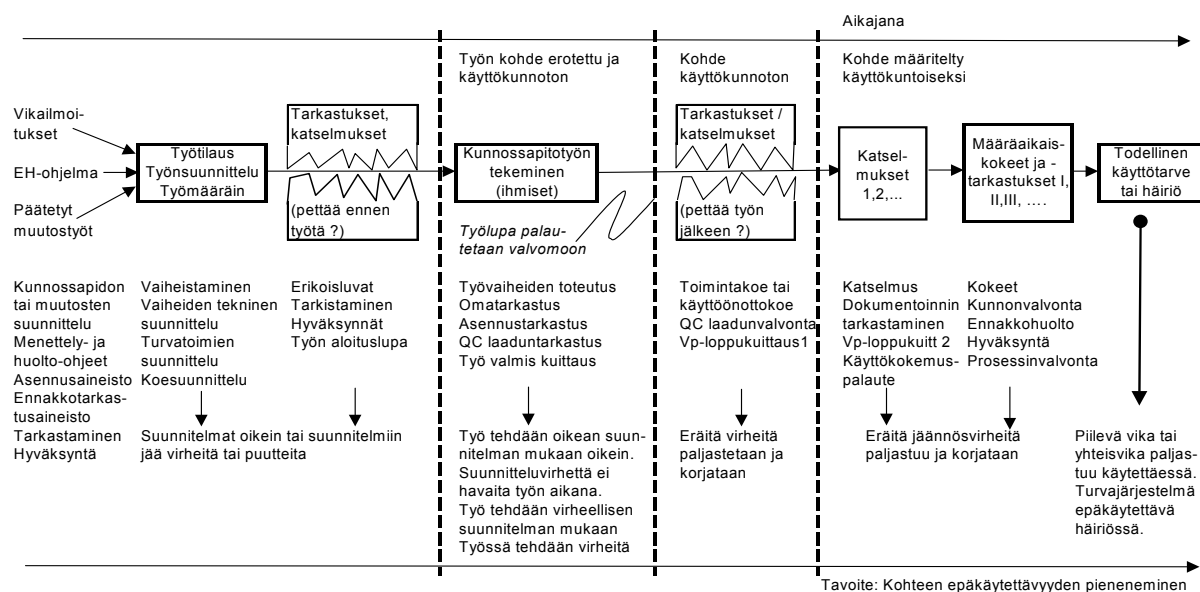 Aikajana
Työn kohde erotettu ja
käyttökunnoton
Kohde
käyttökunnoton
Kohde määritelty
käyttökuntoiseksi
Vikailmoi-
tukset
EH-ohjelma
Päätetyt
muutostyöt
Työtilaus
Työnsuunnittelu
Työmääräin
Tarkastukset,
katselmukset
(pettää ennen
työtä ?)
Kunnossapitotyön
tekeminen
(ihmiset)
Työlupa palau-
tetaan valvomoon
Tarkastukset /
katselmukset
(pettää työn
jälkeen ?)
Katsel-
mukset
1,2,...
Määräaikais-
kokeet ja -
tarkastukset I,
II,III, ….
Todellinen
käyttötarve
tai häiriö
Kunnossapidon
tai muutosten
suunnittelu
Menettely- ja
huolto-ohjeet
Asennusaineisto
Ennakkotarkas-
tusaineisto
Tarkastaminen
Hyväksyntä
Vaiheistaminen
Vaiheiden tekninen
suunnittelu
Turvatoimien
suunnittelu
Koesuunnittelu
Erikoisluvat
Tarkistaminen
Hyväksynnät
Työn aloituslupa
Suunnitelmat oikein tai suunnitelmiin
jää virheitä tai puutteita
Työvaiheiden toteutus
Omatarkastus
Asennustarkastus
QC laaduntarkastus
Työ valmis kuittaus
Työ tehdään oikean suun-
nitelman mukaan oikein.
Suunnitteluvirhettä ei
havaita työn aikana.
Työ tehdään virheellisen
suunnitelman mukaan
Työssä tehdään virheitä
Toimintakoe tai
käyttöönottokoe
QC laadunvalvonta
Vp-loppukuittaus1
Eräitä virheitä
paljastetaan ja
korjataan
Katselmus
Dokumentoinnin
tarkastaminen
Vp-loppukuitt 2
Käyttökokemus-
palaute
Kokeet
Kunnonvalvonta
Ennakkohuolto
Hyväksyntä
Prosessinvalvonta
Eräitä jäännösvirheitä
paljastuu ja korjataan
Piilevä vika tai
yhteisvika paljas-
tuu käytettäessä.
Turvajärjestelmä
epäkäytettävä
häiriössä.
Tavoite: Kohteen epäkäytettävyyden pieneneminen